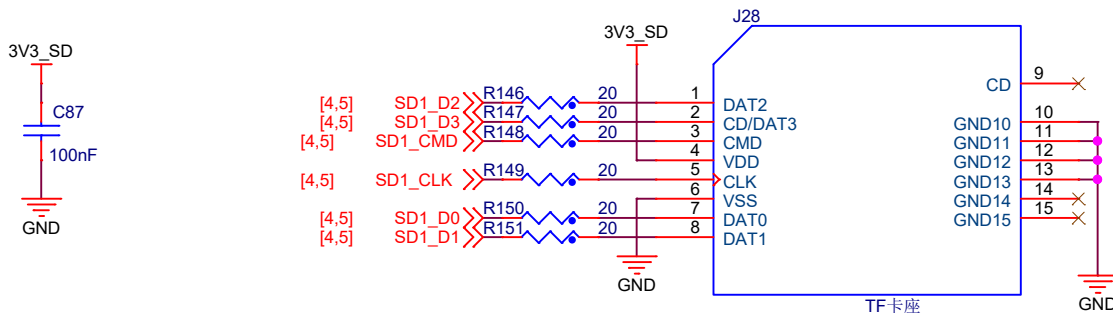 J28
3V3_SD
3V3_SD
C87
100nF
GND
CD 9
[4,5] SD1_D2 R146 20 1 DAT2
[4,5] SD1_D3 R147 20 2 CD/DAT3
[4,5] SD1_CMD R148 20 3 CMD
4 VDD
[4,5] SD1_CLK R149 20 5 CLK
6 VSS
[4,5] SD1_D0 R150 20 7 DAT0
[4,5] SD1_D1 R151 20 8 DAT1
GND10 10
GND11 11
GND12 12
GND13 13
GND14 14
GND15 15
GND
GND
TF卡座